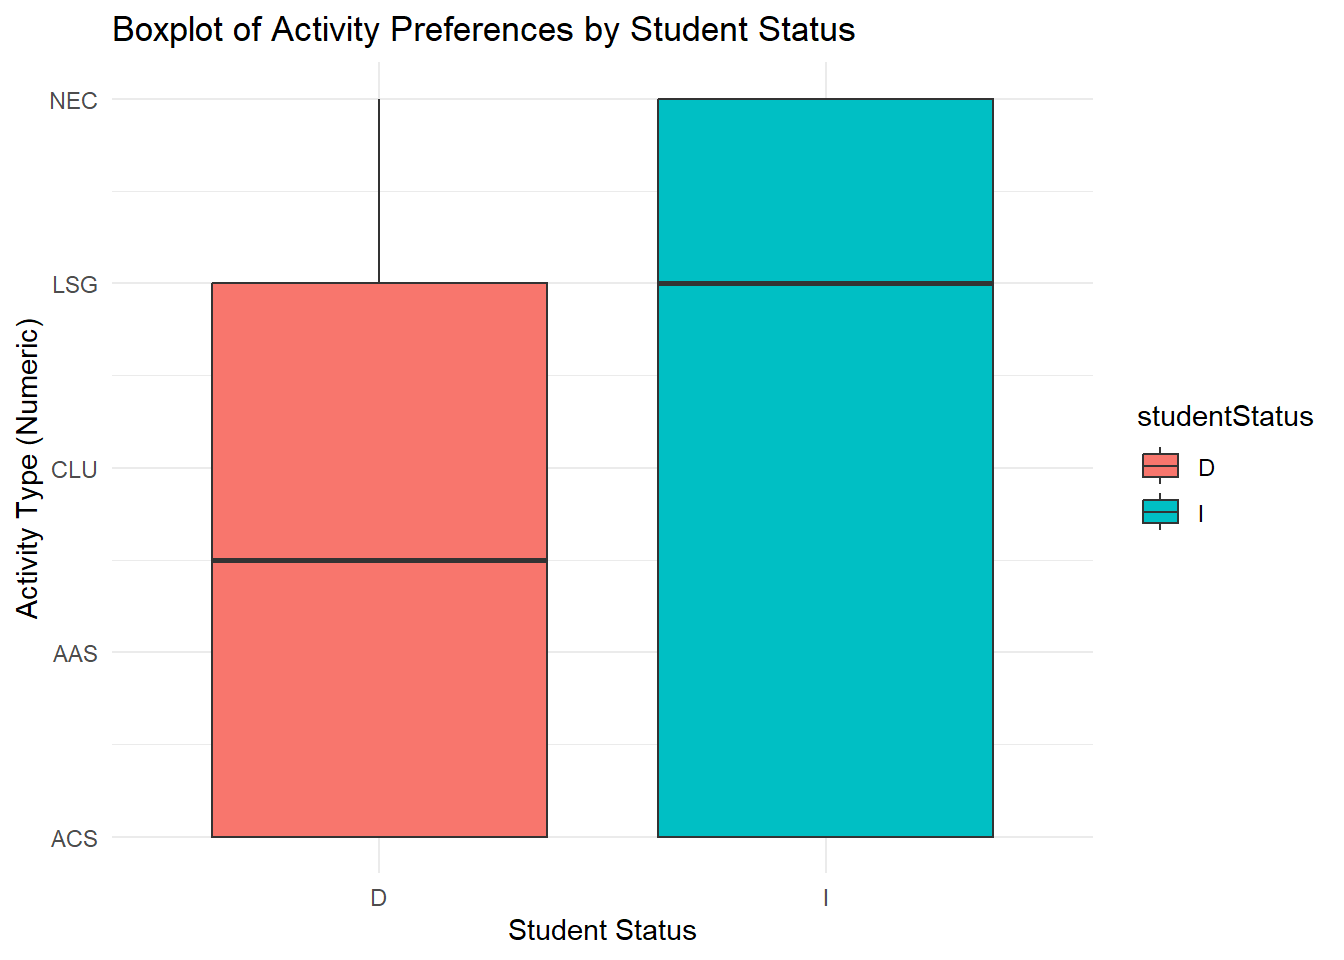 Boxplot of Activity Preferences by Student Status
NEC
LSG
CLU
AAS
ACS
Activity Type (Numeric)
D
I
Student Status
studentStatus
D
I